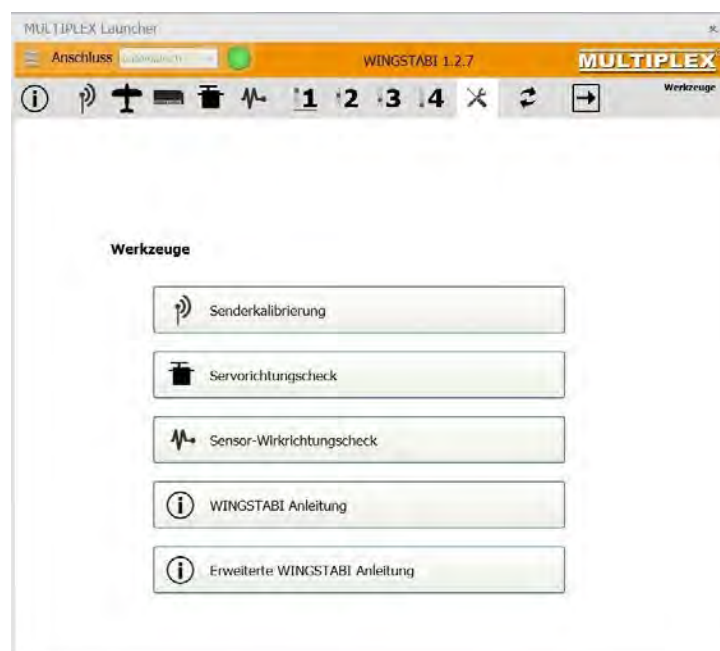 MULTIPLEX Launcher
Anschluss automatisch WINGSTABI 1.2.7 MULTIPLEX
1 2 3 4 Werkzeuge
Werkzeuge
Senderkalibrierung
Servorichtungscheck
Sensor-Wirkrichtungscheck
WINGSTABI Anleitung
Erweiterte WINGSTABI Anleitung